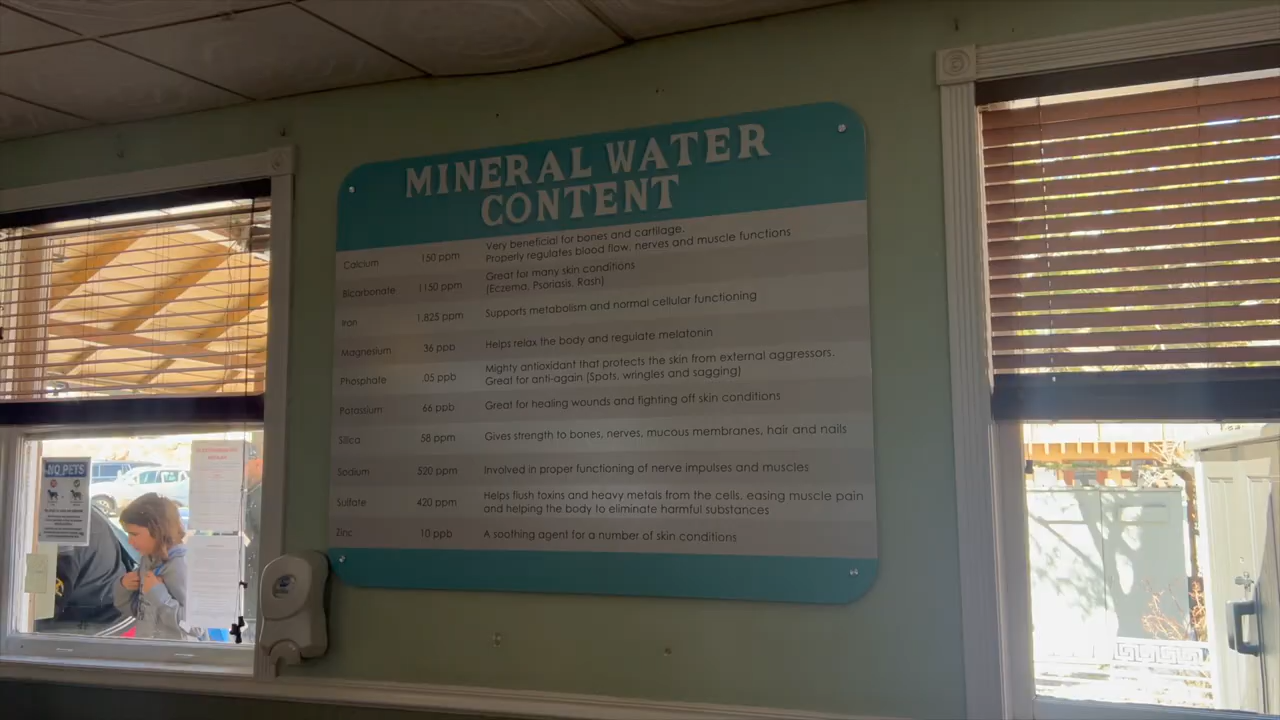 MINERAL WATER
CONTENT
Calcium 150 ppm Very beneficial for bones and cartilage.
Properly regulates blood flow, nerves and muscle functions
Bicarbonate 1150 ppm Great for many skin conditions
(Eczema, Psoriasis, Rash)
Iron 1,825 ppm Supports metabolism and normal cellular functioning
Magnesium 36 ppb Helps relax the body and regulate melatonin
Phosphate .05 ppb Mighty antioxidant that protects the skin from external aggressors.
Great for anti-again (Spots, wringles and sagging)
Potassium 66 ppb Great for healing wounds and fighting off skin conditions
Silica 58 ppm Gives strength to bones, nerves, mucous membranes, hair and nails
Sodium 520 ppm Involved in proper functioning of nerve impulses and muscles
Sulfate 420 ppm Helps flush toxins and heavy metals from the cells, easing muscle pain
and helping the body to eliminate harmful substances
Zinc 10 ppb A soothing agent for a number of skin conditions
NO PETS